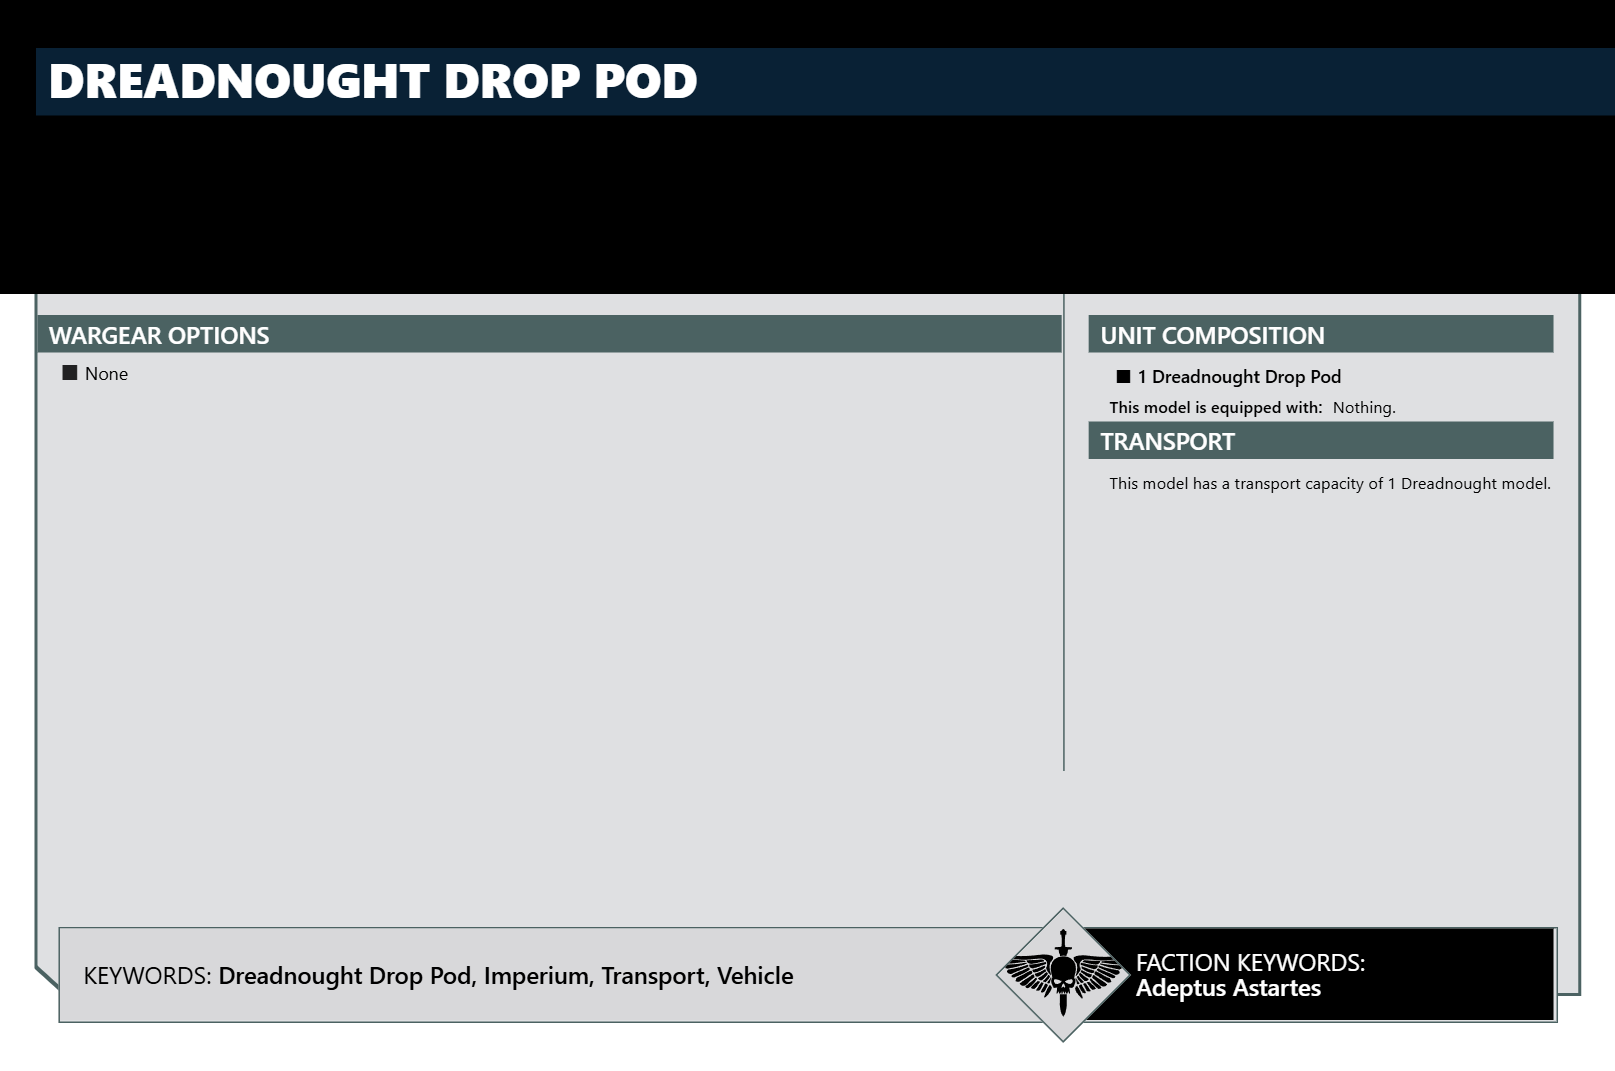 DREADNOUGHT DROP POD
WARGEAR OPTIONS
■ None
UNIT COMPOSITION
■ 1 Dreadnought Drop Pod
This model is equipped with: Nothing.
TRANSPORT
This model has a transport capacity of 1 Dreadnought model.
KEYWORDS: Dreadnought Drop Pod, Imperium, Transport, Vehicle
FACTION KEYWORDS:
Adeptus Astartes